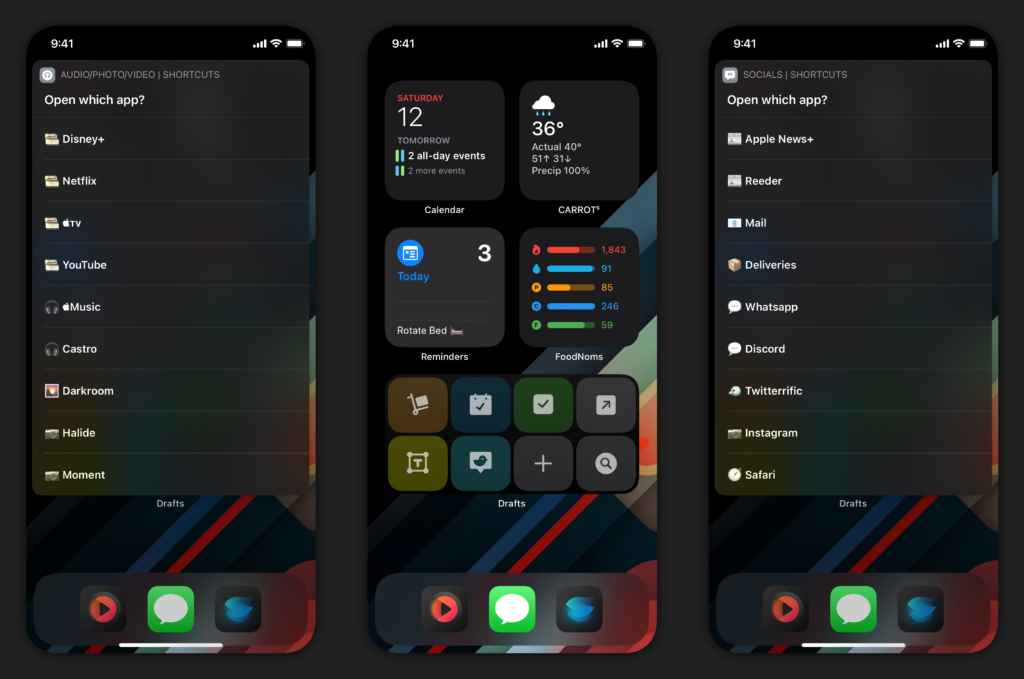 9:41
AUDIO/PHOTO/VIDEO | SHORTCUTS
Open which app?
Disney+
Netflix
tv
YouTube
Music
Castro
Darkroom
Halide
Moment
Drafts
9:41
SATURDAY
12
TOMORROW
2 all-day events
2 more events
Calendar
36°
Actual 40°
51↑ 31↓
Precip 100%
CARROT⁵
3
Today
Rotate Bed
Reminders
1,843
91
P 85
C 246
F 59
FoodNoms
T
Drafts
9:41
SOCIALS | SHORTCUTS
Open which app?
Apple News+
Reeder
Mail
Deliveries
Whatsapp
Discord
Twitterrific
Instagram
Safari
Drafts